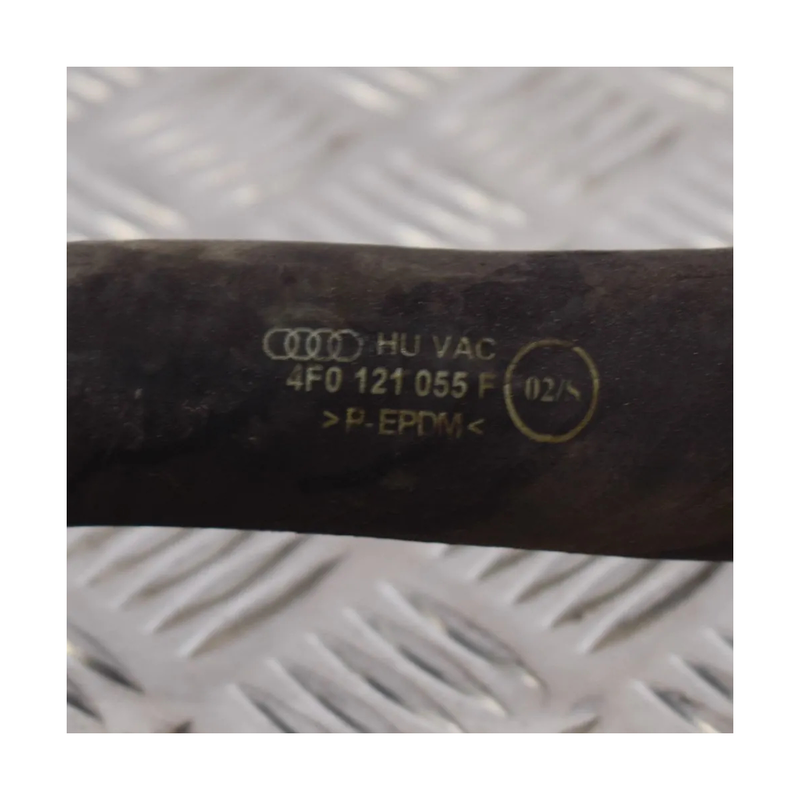 HU VAC
4F0 121 055 F
02/S
>P-EPDM<